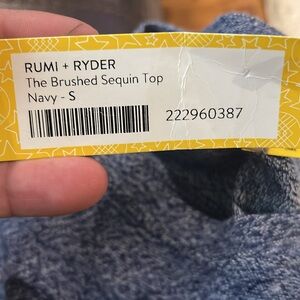 RUMI + RYDER
The Brushed Sequin Top
Navy - S
222960387